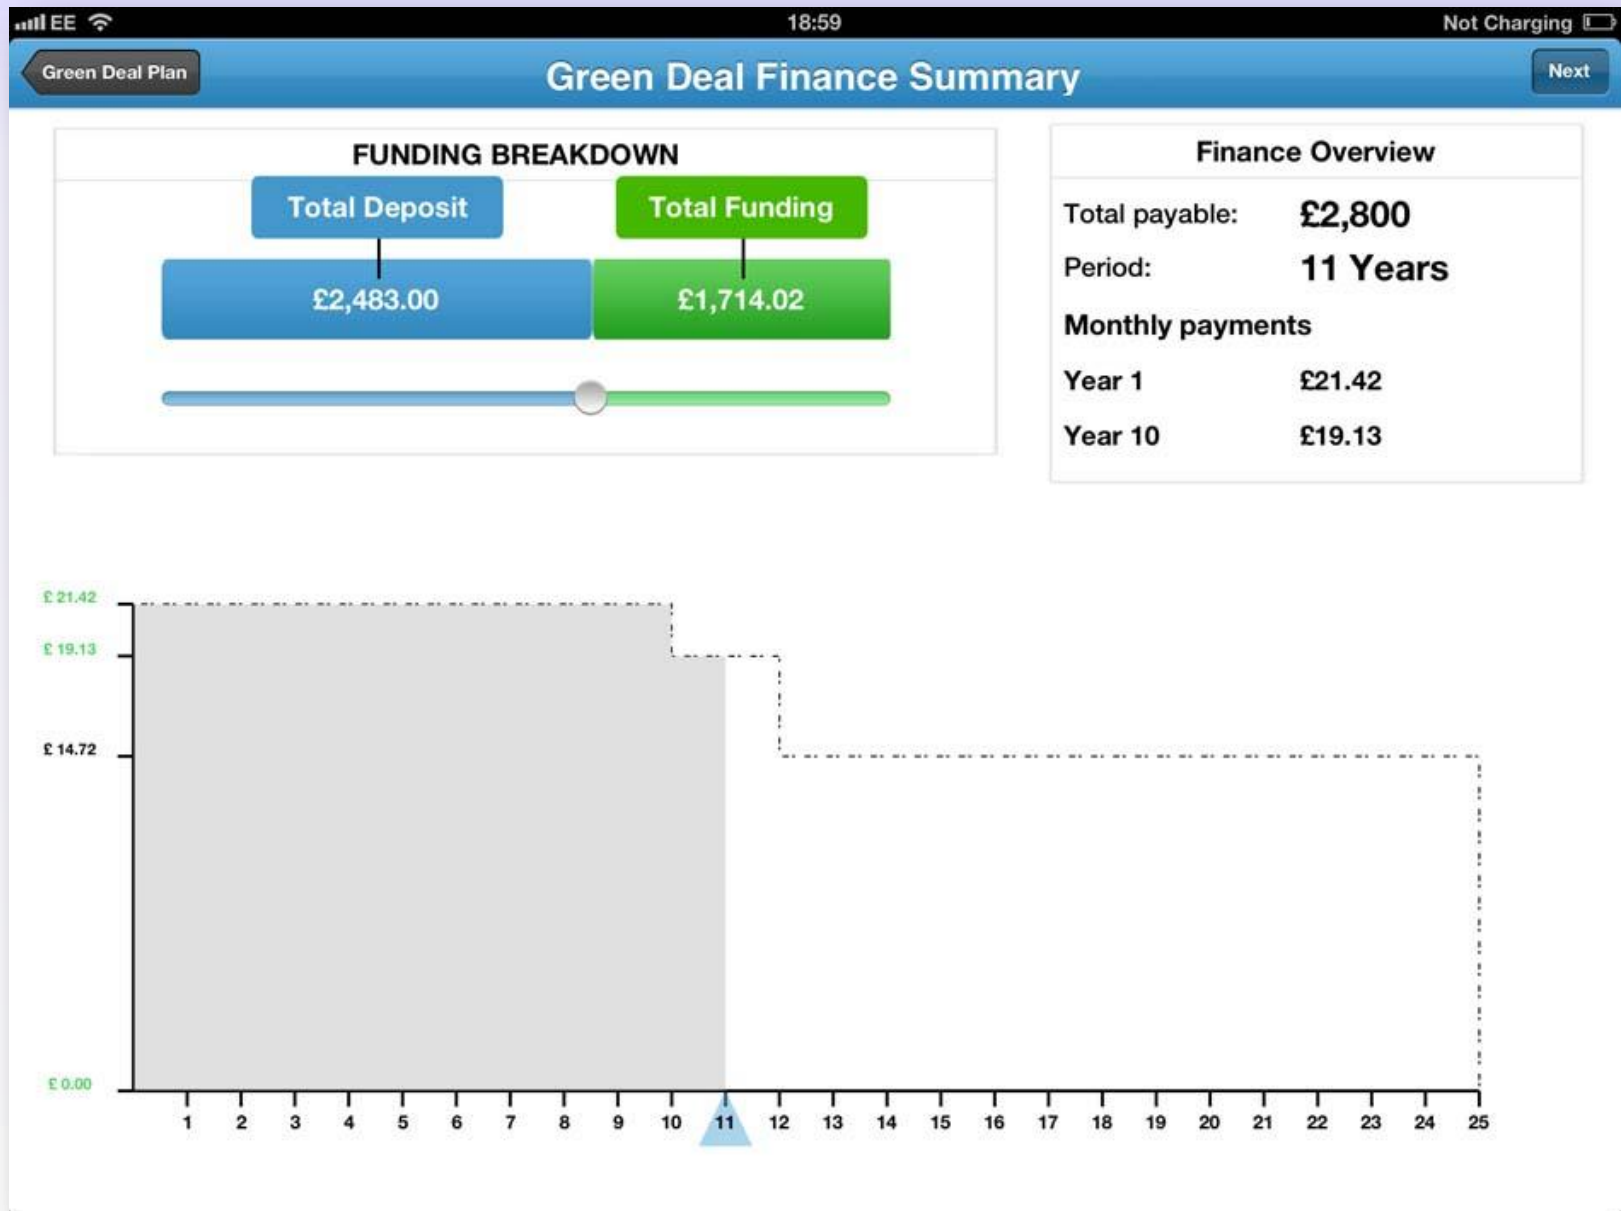 EE
18:59
Not Charging
Green Deal Plan
Green Deal Finance Summary
Next
FUNDING BREAKDOWN
Total Deposit
Total Funding
£2,483.00
£1,714.02
Finance Overview
Total payable: £2,800
Period: 11 Years
Monthly payments
Year 1 £21.42
Year 10 £19.13
£ 21.42
£ 19.13
£ 14.72
£ 0.00
1 2 3 4 5 6 7 8 9 10 11 12 13 14 15 16 17 18 19 20 21 22 23 24 25